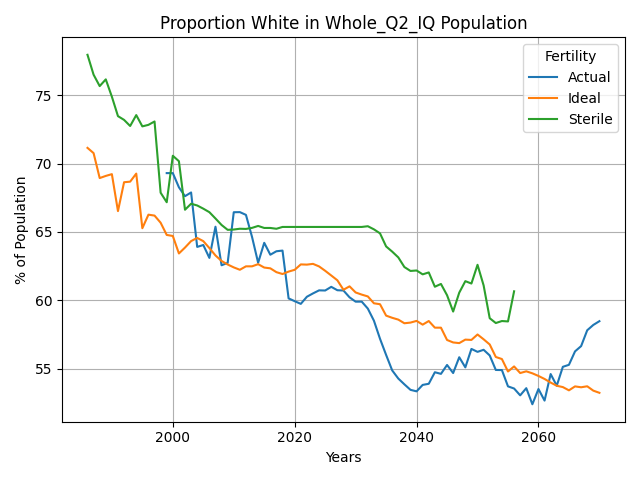 Proportion White in Whole_Q2_IQ Population
Fertility
Actual
Ideal
Sterile
% of Population
75
70
65
60
55
2000
2020
2040
2060
Years